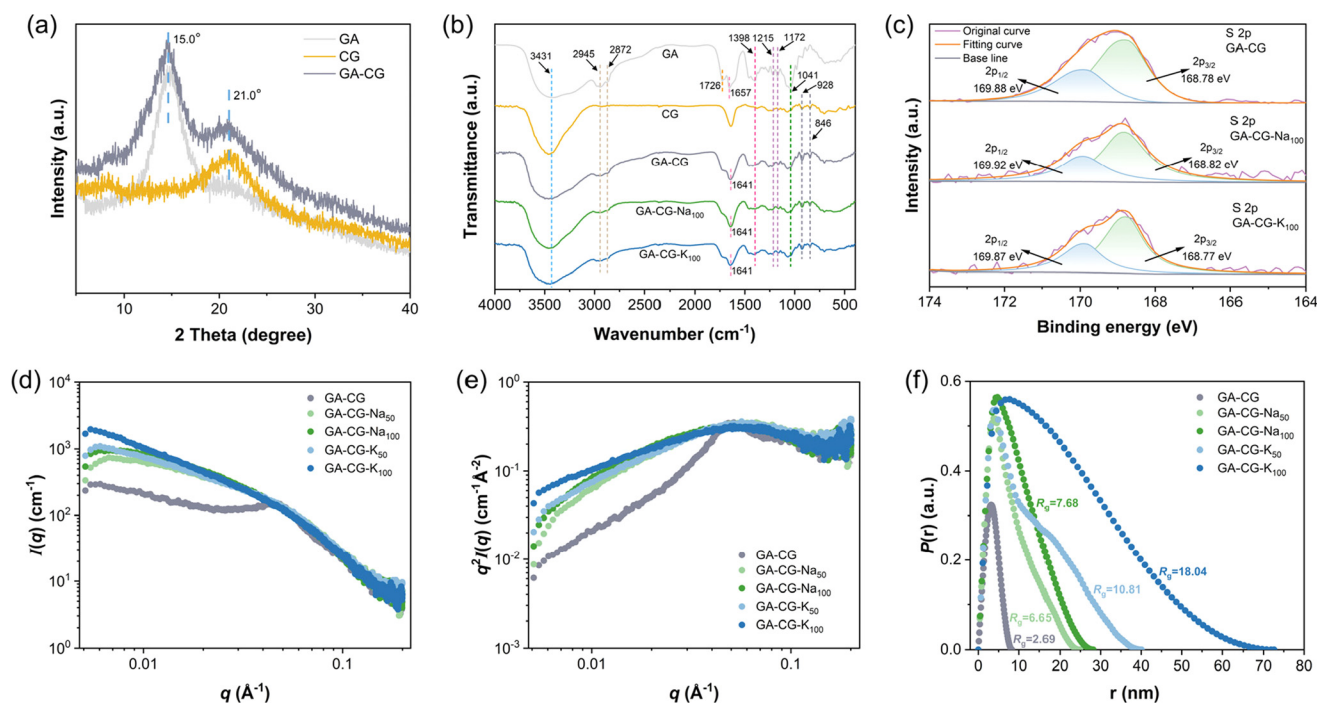 (a)
Intensity (a.u.)
15.0°
21.0°
GA
CG
GA-CG
10
20
30
40
2 Theta (degree)
(b)
Transmittance (a.u.)
3431
2945
2872
1398
1215
1172
GA
1726
1657
1041
928
CG
846
GA-CG
1641
GA-CG-Na₁₀₀
1641
GA-CG-K₁₀₀
1641
4000 3500 3000 2500 2000 1500 1000 500
Wavenumber (cm⁻¹)
(c)
Intensity (a.u.)
Original curve
Fitting curve
Base line
S 2p
GA-CG
2p₁/₂
169.88 eV
2p₃/₂
168.78 eV
S 2p
GA-CG-Na₁₀₀
2p₁/₂
169.92 eV
2p₃/₂
168.82 eV
S 2p
GA-CG-K₁₀₀
2p₁/₂
169.87 eV
2p₃/₂
168.77 eV
174 172 170 168 166 164
Binding energy (eV)
(d)
I(q) (cm⁻¹)
10⁴
10³
10²
10¹
10⁰
GA-CG
GA-CG-Na₅₀
GA-CG-Na₁₀₀
GA-CG-K₅₀
GA-CG-K₁₀₀
0.01 0.1
q (Å⁻¹)
(e)
q²I(q) (cm⁻¹Å⁻²)
10⁰
10⁻¹
10⁻²
10⁻³
GA-CG
GA-CG-Na₅₀
GA-CG-Na₁₀₀
GA-CG-K₅₀
GA-CG-K₁₀₀
0.01 0.1
q (Å⁻¹)
(f)
P(r) (a.u.)
0.6
0.4
0.2
0.0
GA-CG
GA-CG-Na₅₀
GA-CG-Na₁₀₀
GA-CG-K₅₀
GA-CG-K₁₀₀
Rg=7.68
Rg=18.04
Rg=10.81
Rg=6.65
Rg=2.69
0 10 20 30 40 50 60 70 80
r (nm)